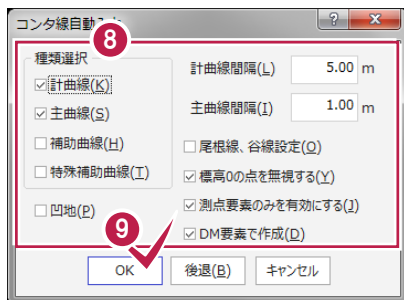 コンタ線自動
8
種類選択
☑計曲線(K)
☑主曲線(S)
☐補助曲線(H)
☐特殊補助曲線(T)
☐凹地(P)
計曲線間隔(L) 5.00 m
主曲線間隔(I) 1.00 m
☐尾根線、谷線設定(O)
☑標高0の点を無視する(Y)
☑測点要素のみを有効にする(J)
☑DM要素で作成(D)
9
OK 後退(B) キャンセル